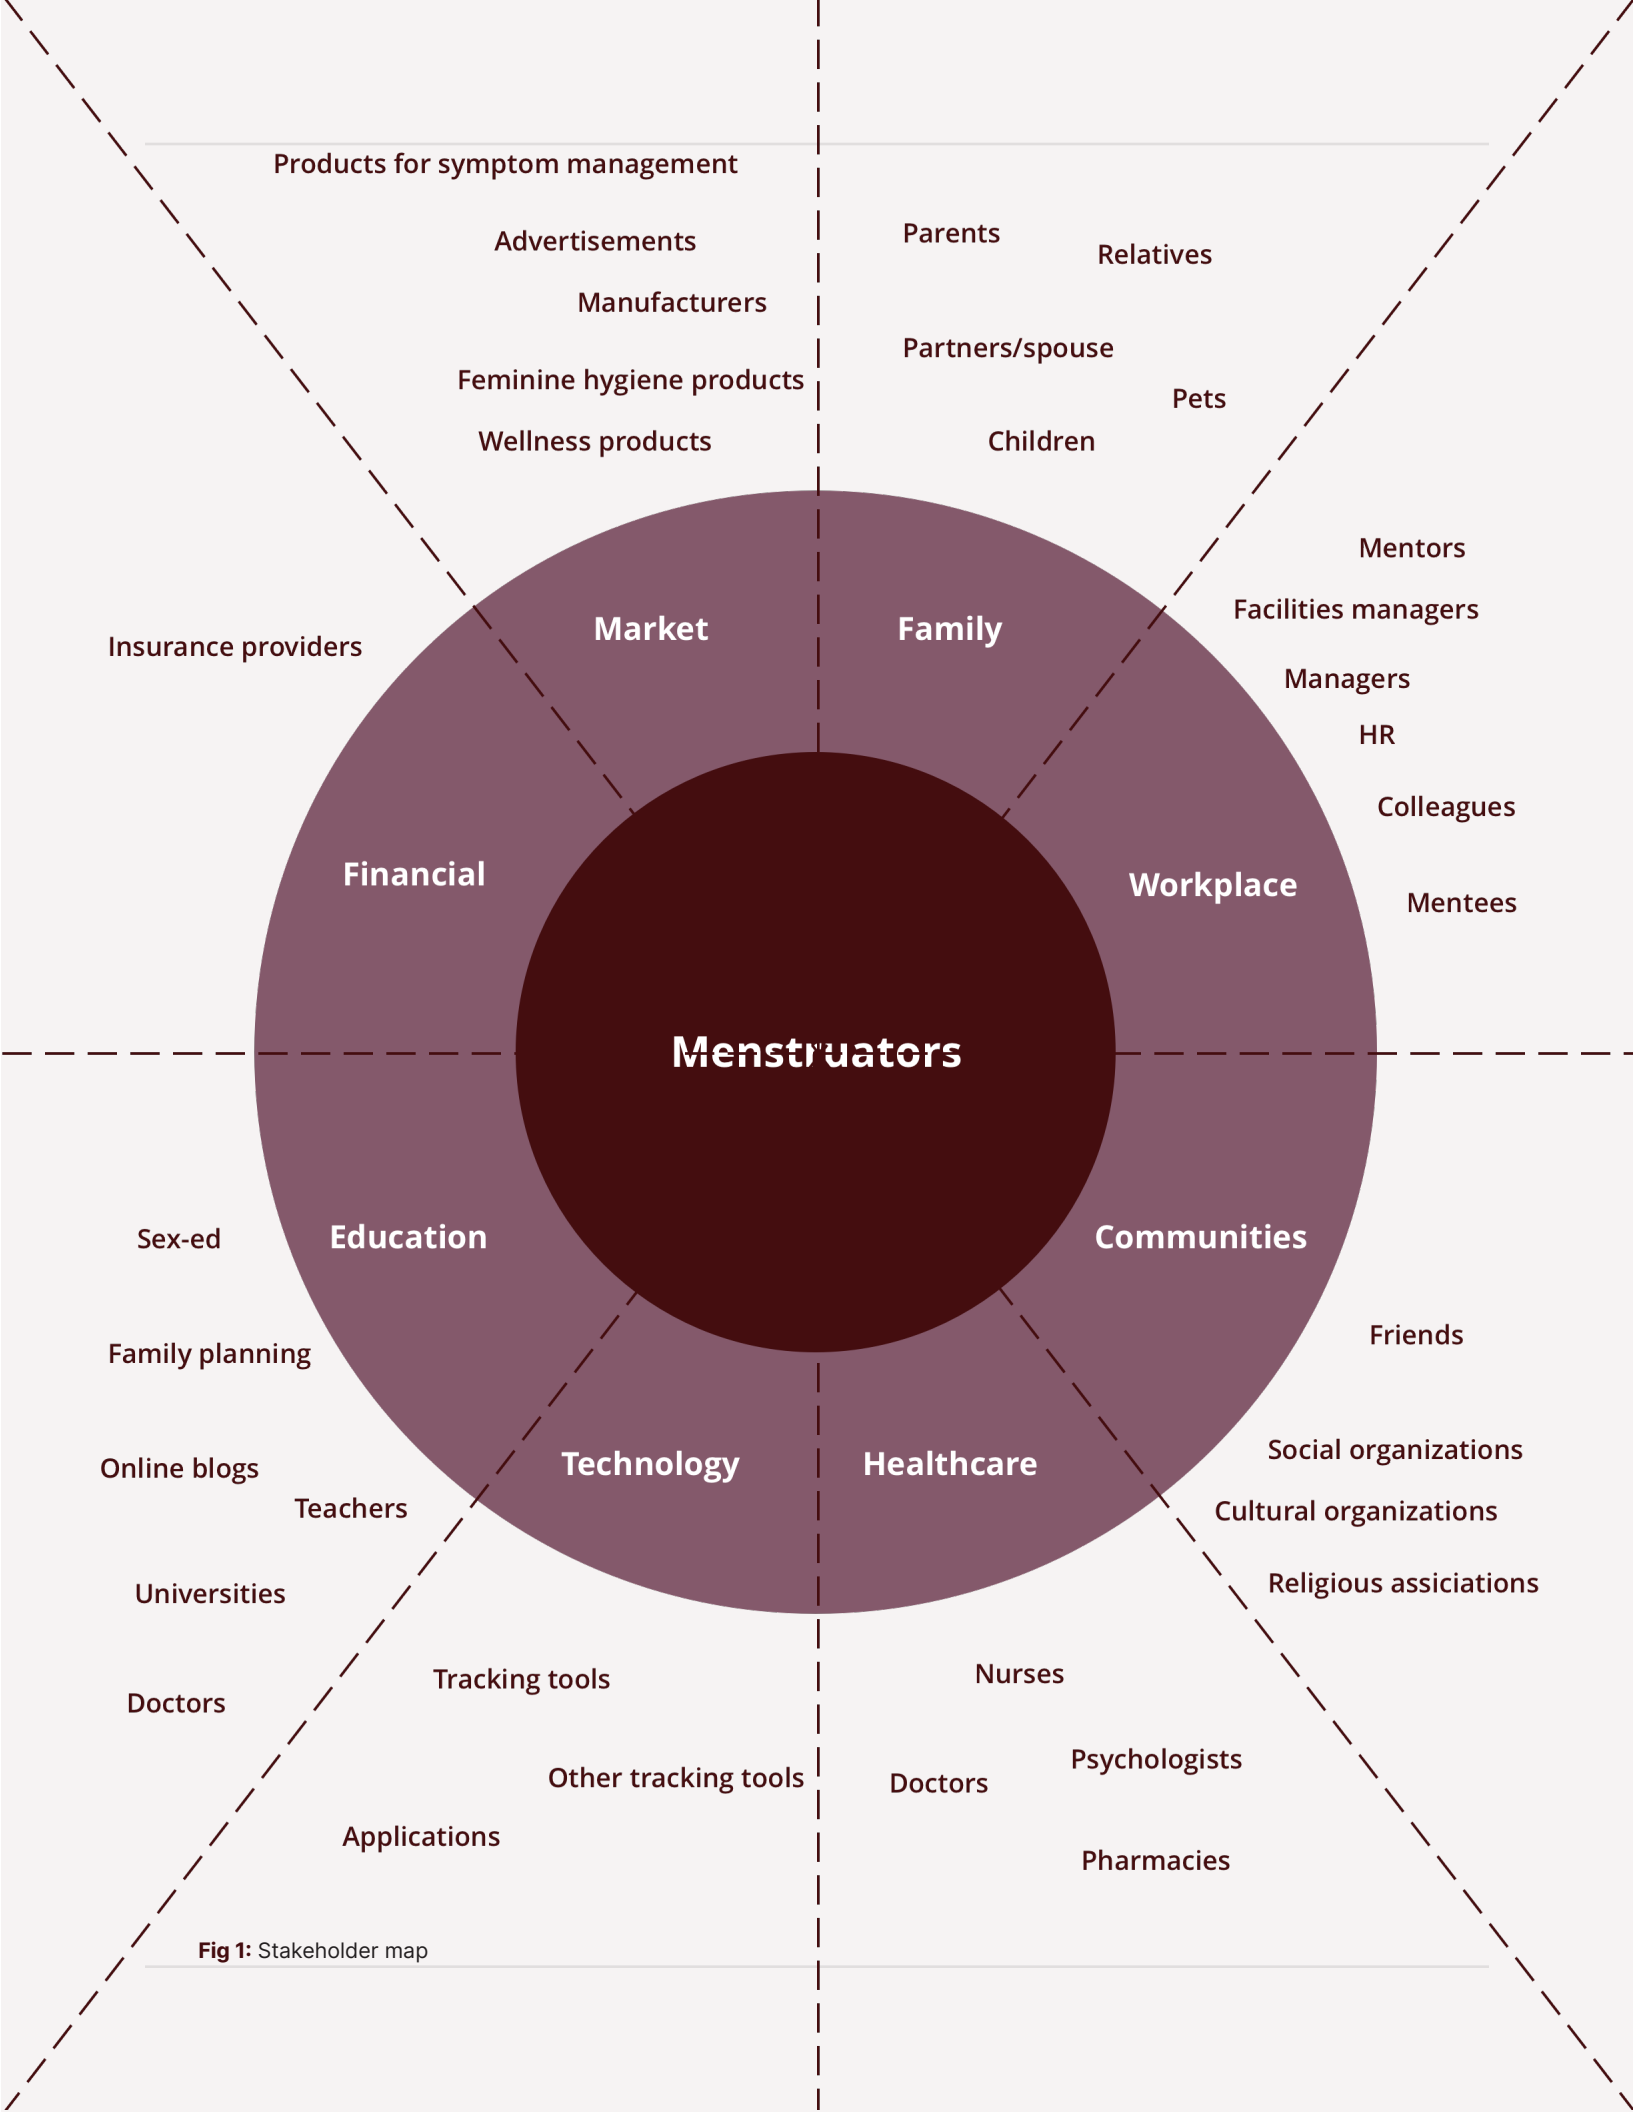 Products for symptom management
Advertisements
Manufacturers
Feminine hygiene products
Wellness products
Parents
Relatives
Partners/spouse
Pets
Children
Mentors
Facilities managers
Managers
HR
Colleagues
Mentees
Insurance providers
Market
Family
Financial
Workplace
Menstruators
Education
Communities
Technology
Healthcare
Sex-ed
Family planning
Online blogs
Teachers
Universities
Doctors
Friends
Social organizations
Cultural organizations
Religious assiciations
Tracking tools
Other tracking tools
Applications
Nurses
Psychologists
Doctors
Pharmacies
Fig 1: Stakeholder map